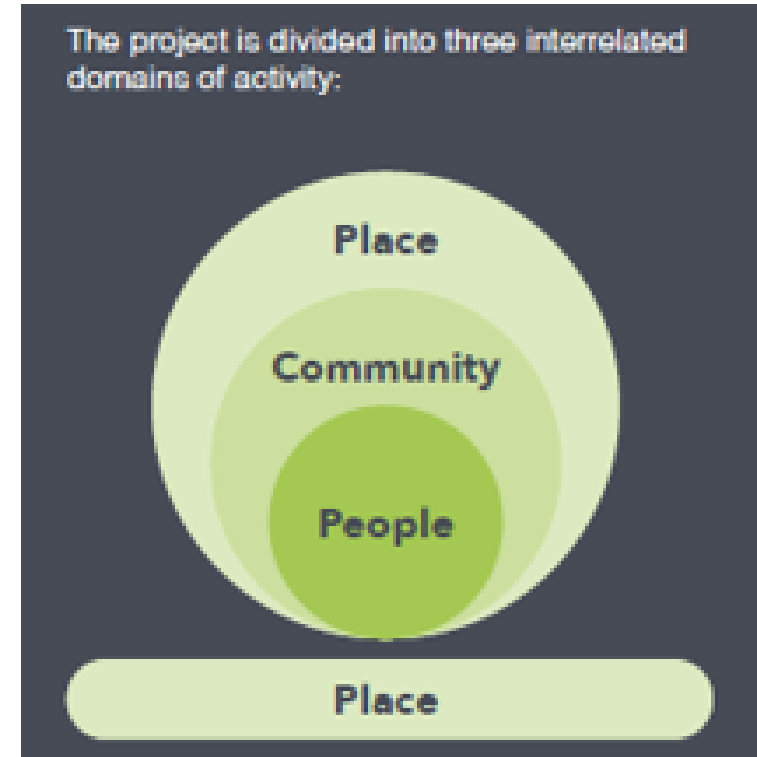 The project is divided into three interrelated
domains of activity:
Place
Community
People
Place